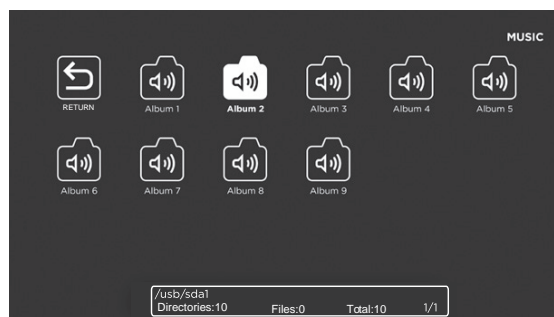 MUSIC
RETURN Album 1 Album 2 Album 3 Album 4 Album 5
Album 6 Album 7 Album 8 Album 9
/usb/sda1
Directories:10 Files:0 Total:10 1/1